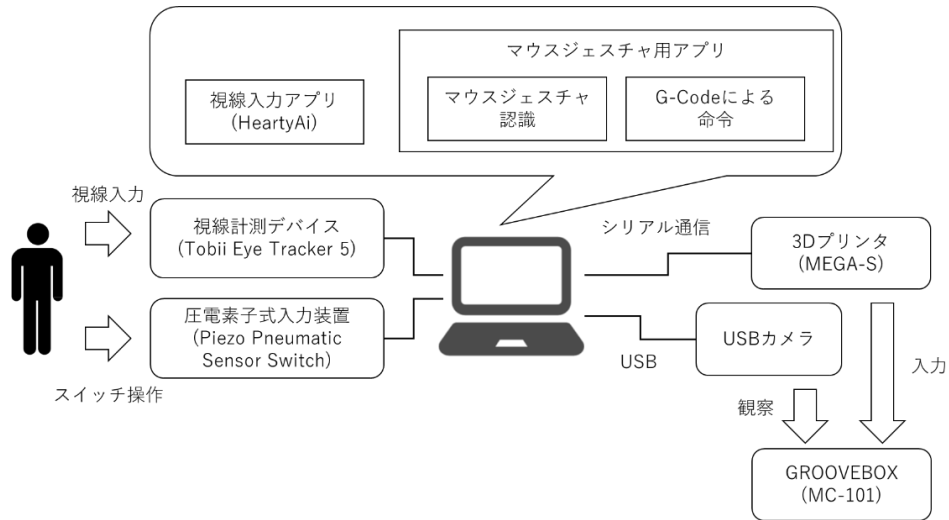 マウスジェスチャ用アプリ
視線入力アプリ
(HeartyAi)
マウスジェスチャ
認識
G-Codeによる
命令
視線入力
視線計測デバイス
(Tobii Eye Tracker 5)
シリアル通信
3Dプリンタ
(MEGA-S)
圧電素子式入力装置
(Piezo Pneumatic
Sensor Switch)
スイッチ操作
USB
USBカメラ
入力
観察
GROOVEBOX
(MC-101)